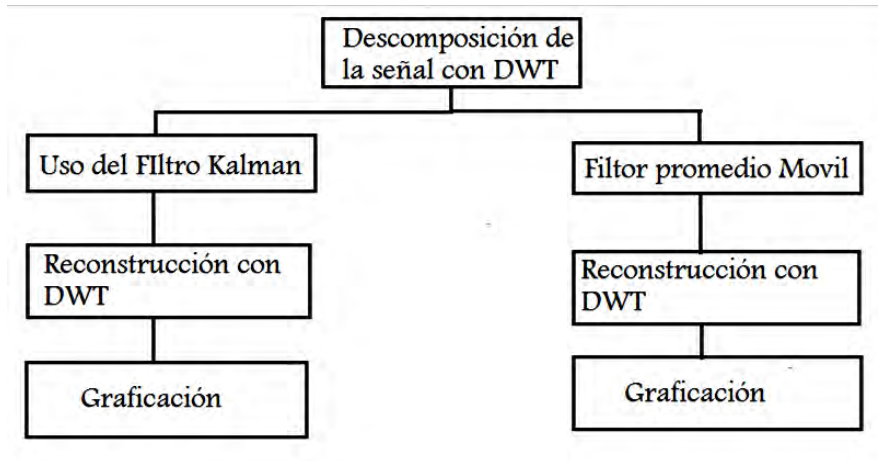 Descomposición de
la señal con DWT
Uso del FIltro Kalman
Filtor promedio Movil
Reconstrucción con
DWT
Reconstrucción con
DWT
Graficación
Graficación